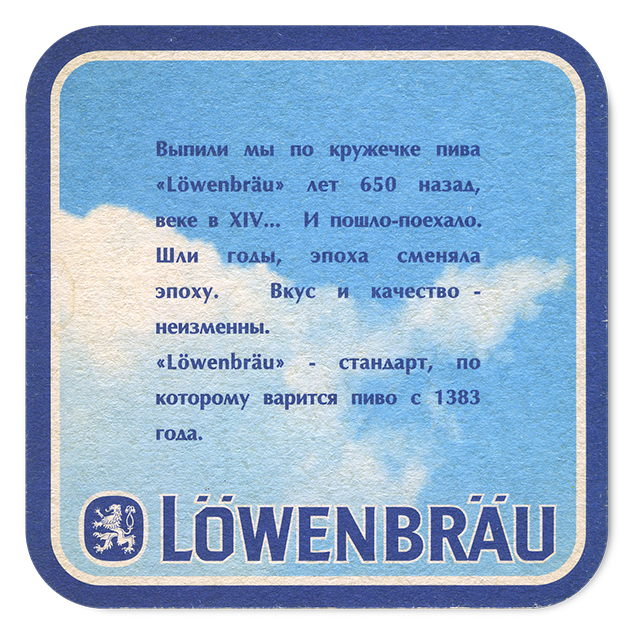 Выпили мы по кружечке пива
«Löwenbräu» лет 650 назад,
веке в XIV... И пошло-поехало.
Шли годы, эпоха сменяла
эпоху. Вкус и качество -
неизменны.
«Löwenbräu» - стандарт, по
которому варится пиво с 1383
года.
LÖWENBRÄU